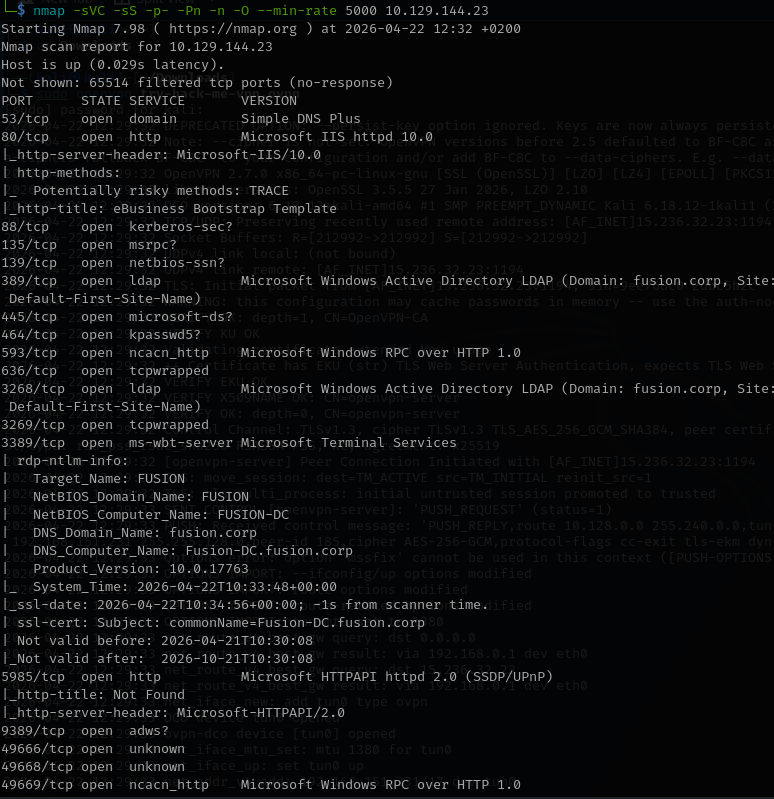 └─$ nmap -sVC -sS -p- -Pn -n -O --min-rate 5000 10.129.144.23
Starting Nmap 7.98 ( https://nmap.org ) at 2026-04-22 12:32 +0200
Nmap scan report for 10.129.144.23
Host is up (0.029s latency).
Not shown: 65514 filtered tcp ports (no-response)
PORT      STATE SERVICE       VERSION
53/tcp    open  domain        Simple DNS Plus
80/tcp    open  http          Microsoft IIS httpd 10.0
|_http-server-header: Microsoft-IIS/10.0
| http-methods:
|_  Potentially risky methods: TRACE
|_http-title: eBusiness Bootstrap Template
88/tcp    open  kerberos-sec?
135/tcp   open  msrpc?
139/tcp   open  netbios-ssn?
389/tcp   open  ldap          Microsoft Windows Active Directory LDAP (Domain: fusion.corp, Site:
 Default-First-Site-Name)
445/tcp   open  microsoft-ds?
464/tcp   open  kpasswd5?
593/tcp   open  ncacn_http    Microsoft Windows RPC over HTTP 1.0
636/tcp   open  tcpwrapped
3268/tcp  open  ldap          Microsoft Windows Active Directory LDAP (Domain: fusion.corp, Site:
 Default-First-Site-Name)
3269/tcp  open  tcpwrapped
3389/tcp  open  ms-wbt-server Microsoft Terminal Services
| rdp-ntlm-info:
|   Target_Name: FUSION
|   NetBIOS_Domain_Name: FUSION
|   NetBIOS_Computer_Name: FUSION-DC
|   DNS_Domain_Name: fusion.corp
|   DNS_Computer_Name: Fusion-DC.fusion.corp
|   Product_Version: 10.0.17763
|_  System_Time: 2026-04-22T10:33:48+00:00
|_ssl-date: 2026-04-22T10:34:56+00:00; -1s from scanner time.
| ssl-cert: Subject: commonName=Fusion-DC.fusion.corp
|_Not valid before: 2026-04-21T10:30:08
|_Not valid after:  2026-10-21T10:30:08
5985/tcp  open  http          Microsoft HTTPAPI httpd 2.0 (SSDP/UPnP)
|_http-title: Not Found
|_http-server-header: Microsoft-HTTPAPI/2.0
9389/tcp  open  adws?
49666/tcp open  unknown
49668/tcp open  unknown
49669/tcp open  ncacn_http    Microsoft Windows RPC over HTTP 1.0